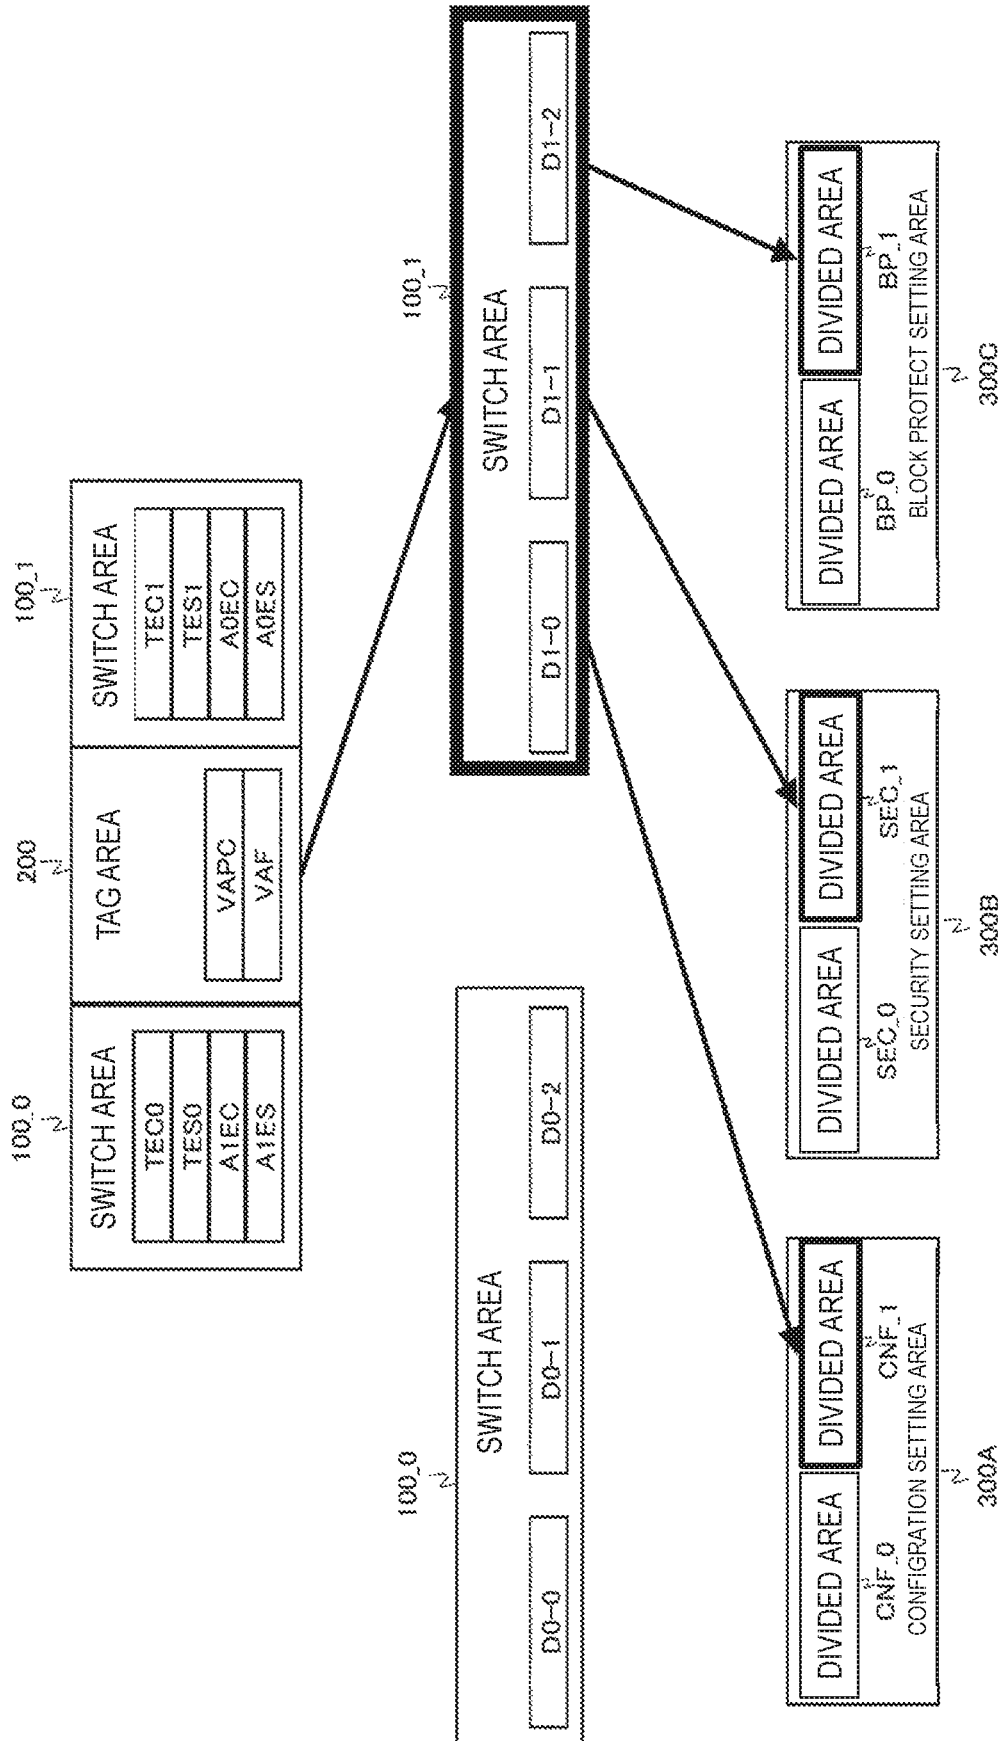 100_0
200
100_1
SWITCH AREA
TAG AREA
SWITCH AREA
TEC0
TES0
A1EC
A1ES
VAPC
VAF
TEC1
TES1
A0EC
A0ES
100_0
SWITCH AREA
D0-0
D0-1
D0-2
100_1
SWITCH AREA
D1-0
D1-1
D1-2
DIVIDED AREA
DIVIDED AREA
CNF_0
CNF_1
CONFIGRATION SETTING AREA
300A
DIVIDED AREA
DIVIDED AREA
SEC_0
SEC_1
SECURITY SETTING AREA
300B
DIVIDED AREA
DIVIDED AREA
BP_0
BP_1
BLOCK PROTECT SETTING AREA
300C